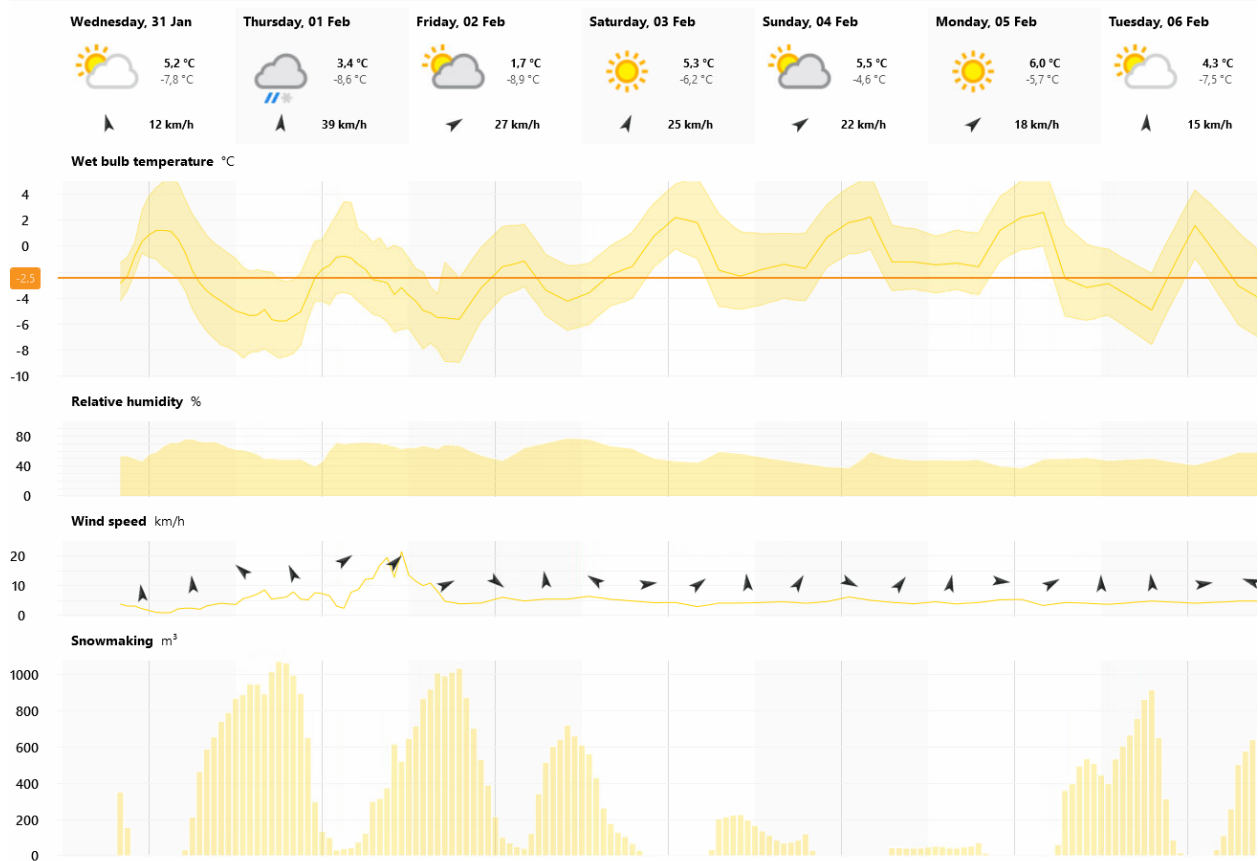 Wednesday, 31 Jan Thursday, 01 Feb Friday, 02 Feb Saturday, 03 Feb Sunday, 04 Feb Monday, 05 Feb Tuesday, 06 Feb
5,2 °C 3,4 °C 1,7 °C 5,3 °C 5,5 °C 6,0 °C 4,3 °C
-7,8 °C -8,6 °C -8,9 °C -6,2 °C -4,6 °C -5,7 °C -7,5 °C
12 km/h 39 km/h 27 km/h 25 km/h 22 km/h 18 km/h 15 km/h
Wet bulb temperature °C
4
2
0
-2.5
-4
-6
-8
-10
Relative humidity %
80
40
0
Wind speed km/h
20
10
0
Snowmaking m³
1000
800
600
400
200
0